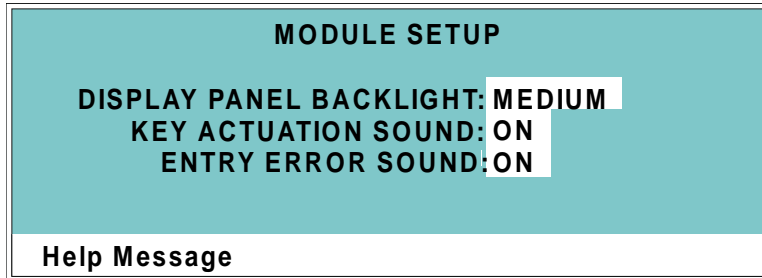 MODULE SETUP
DISPLAY PANEL BACKLIGHT: MEDIUM
KEY ACTUATION SOUND: ON
ENTRY ERROR SOUND: ON
Help Message